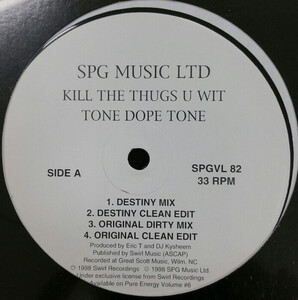 SPG MUSIC LTD
KILL THE THUGS U WIT
TONE DOPE TONE
SIDE A
SPGVL 82
33 RPM
1. DESTINY MIX
2. DESTINY CLEAN EDIT
3. ORIGINAL DIRTY MIX
4. ORIGINAL CLEAN EDIT
Produced by Eric T and DJ Kysheem
Published by Swirf Music (ASCAP)
Recorded at Great Scott Music, Wilm, NC
℗ 1998 Swirf Recordings © 1998 SPG Music Ltd.
Under exclusive license from Swirf Recordings
Available on Pure Energy Volume #6